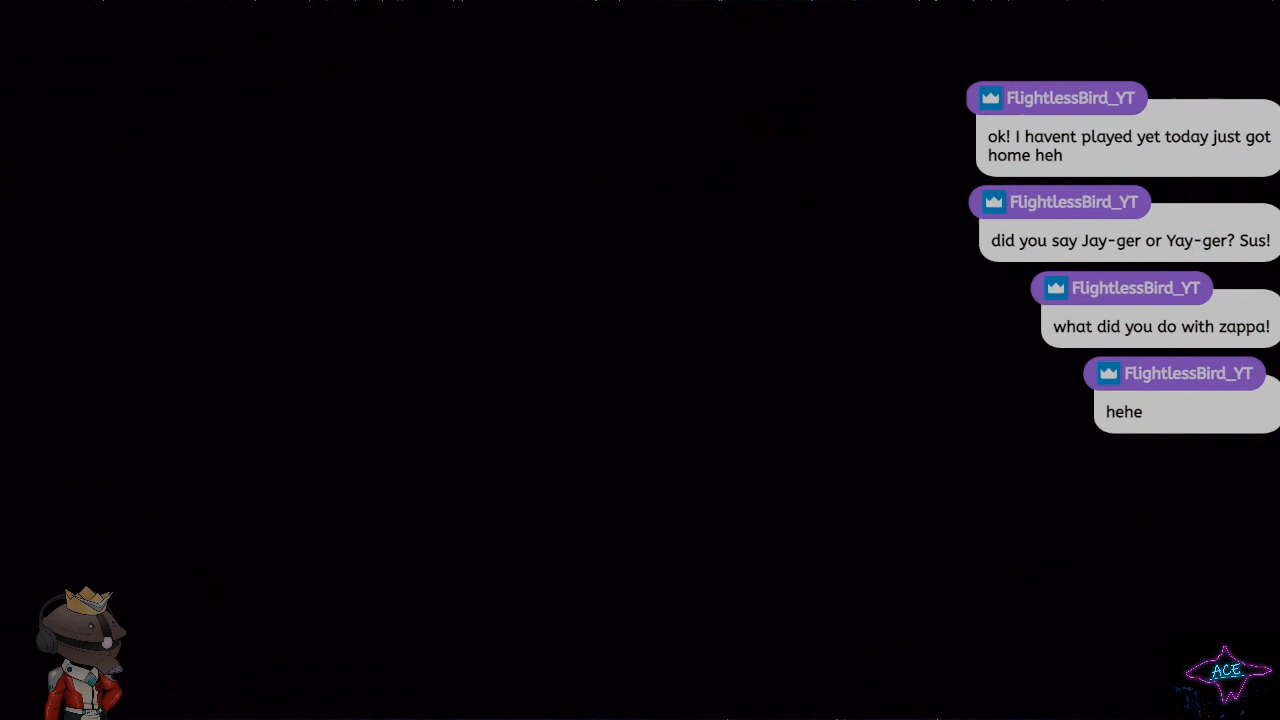 FlightlessBird_YT
ok! I havent played yet today just got
home heh
FlightlessBird_YT
did you say Jay-ger or Yay-ger? Sus!
FlightlessBird_YT
what did you do with zappa!
FlightlessBird_YT
hehe
ACE